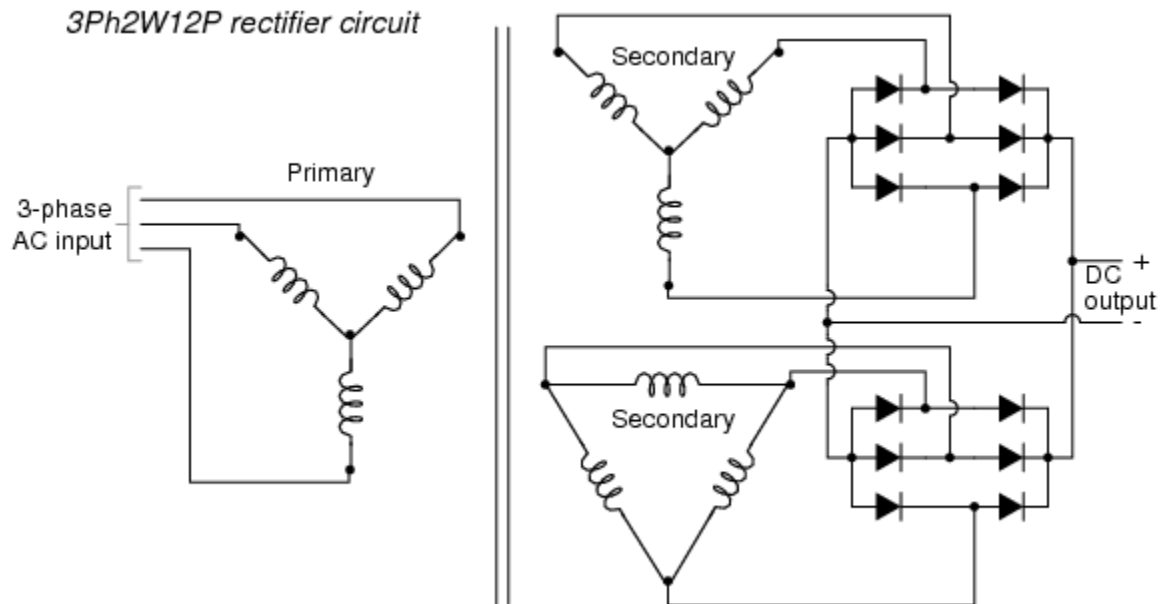 3Ph2W12P rectifier circuit
Secondary
Primary
3-phase
AC input
DC +
output
-
Secondary